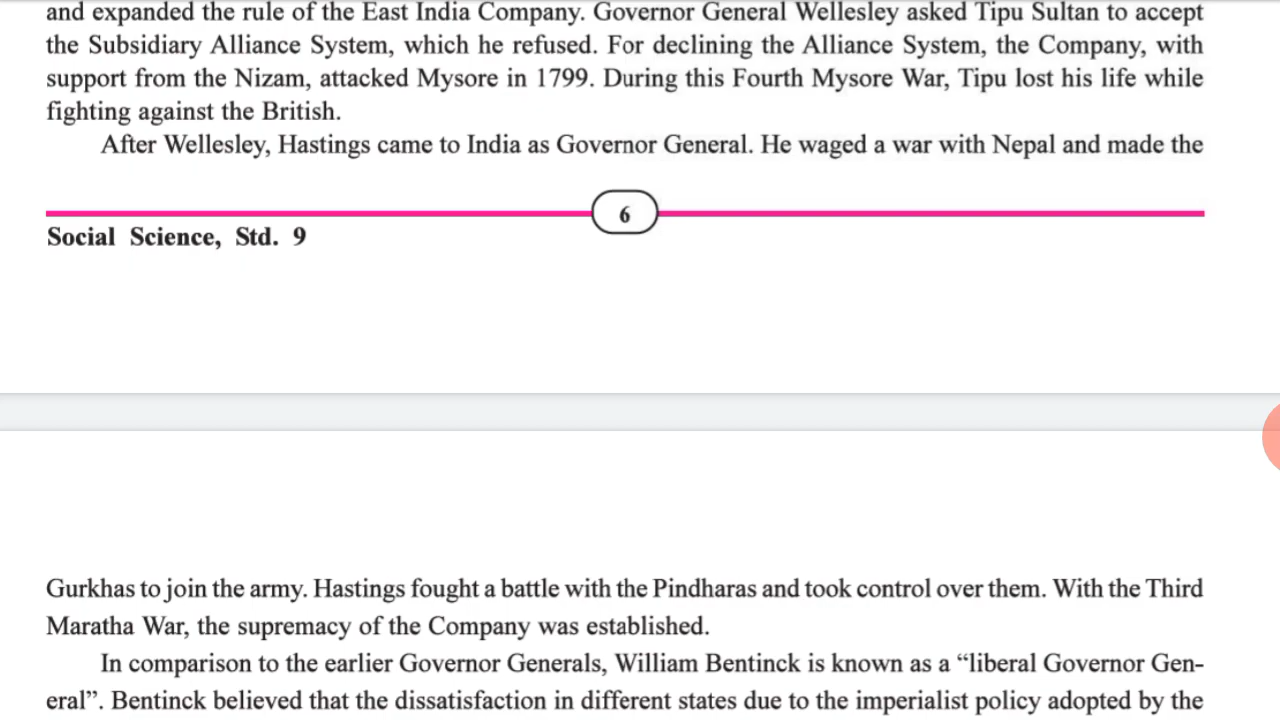 and expanded the rule of the East India Company. Governor General Wellesley asked Tipu Sultan to accept
the Subsidiary Alliance System, which he refused. For declining the Alliance System, the Company, with
support from the Nizam, attacked Mysore in 1799. During this Fourth Mysore War, Tipu lost his life while
fighting against the British.
After Wellesley, Hastings came to India as Governor General. He waged a war with Nepal and made the
6
Social Science, Std. 9
Gurkhas to join the army. Hastings fought a battle with the Pindharas and took control over them. With the Third
Maratha War, the supremacy of the Company was established.
In comparison to the earlier Governor Generals, William Bentinck is known as a “liberal Governor Gen-
eral”. Bentinck believed that the dissatisfaction in different states due to the imperialist policy adopted by the